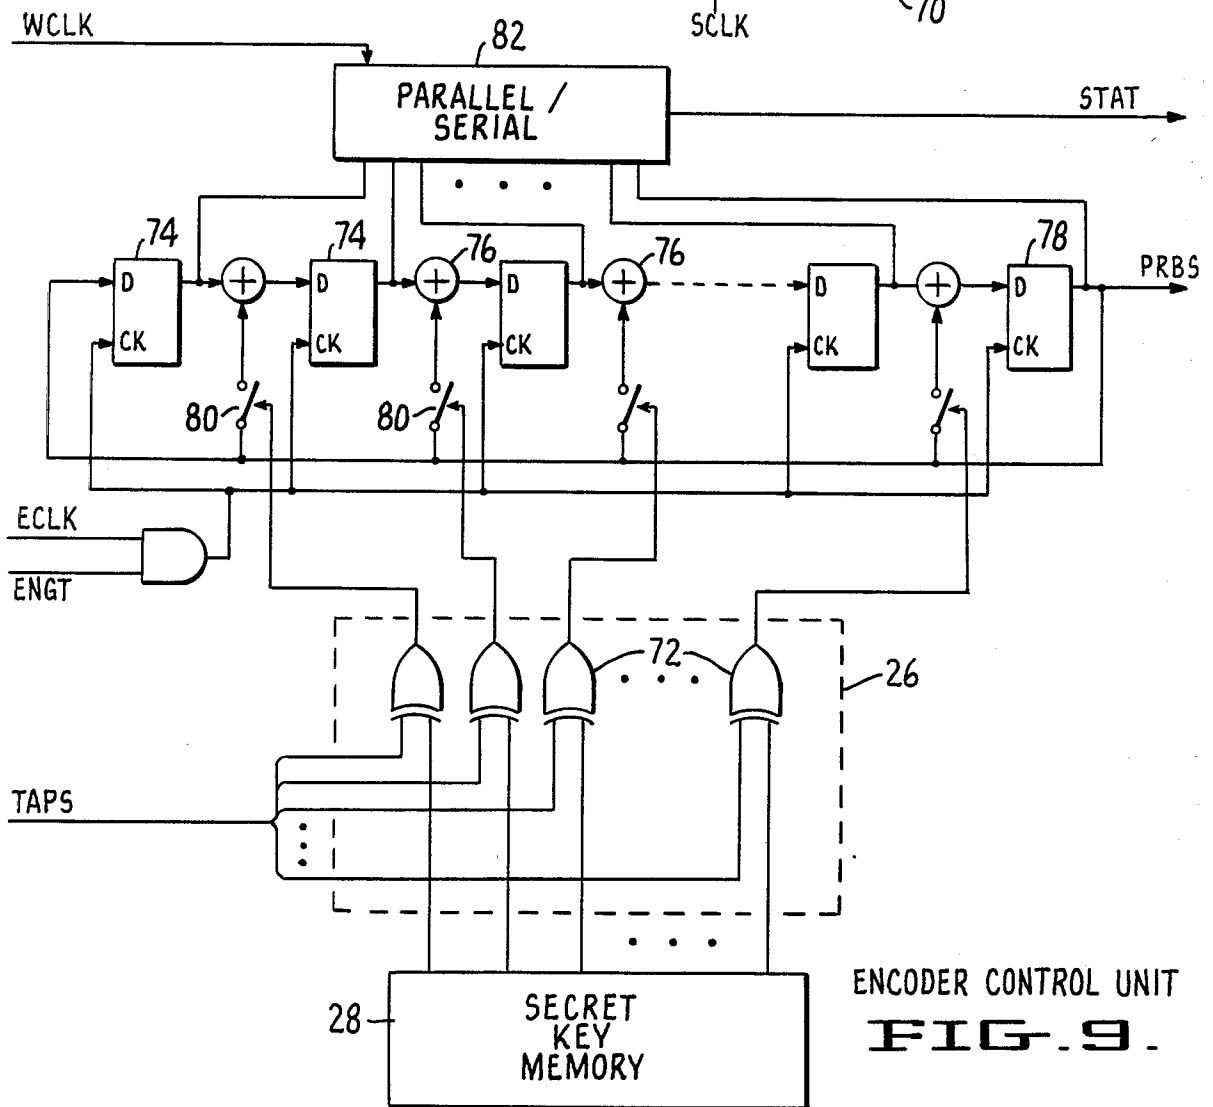 WCLK
SCLK
70
82
PARALLEL /
SERIAL
STAT
74
74
76
76
78
D
D
D
D
D
PRBS
CK
CK
CK
CK
CK
80
80
ECLK
ENGT
72
26
TAPS
28
SECRET
KEY
MEMORY
ENCODER CONTROL UNIT
FIG. 9.